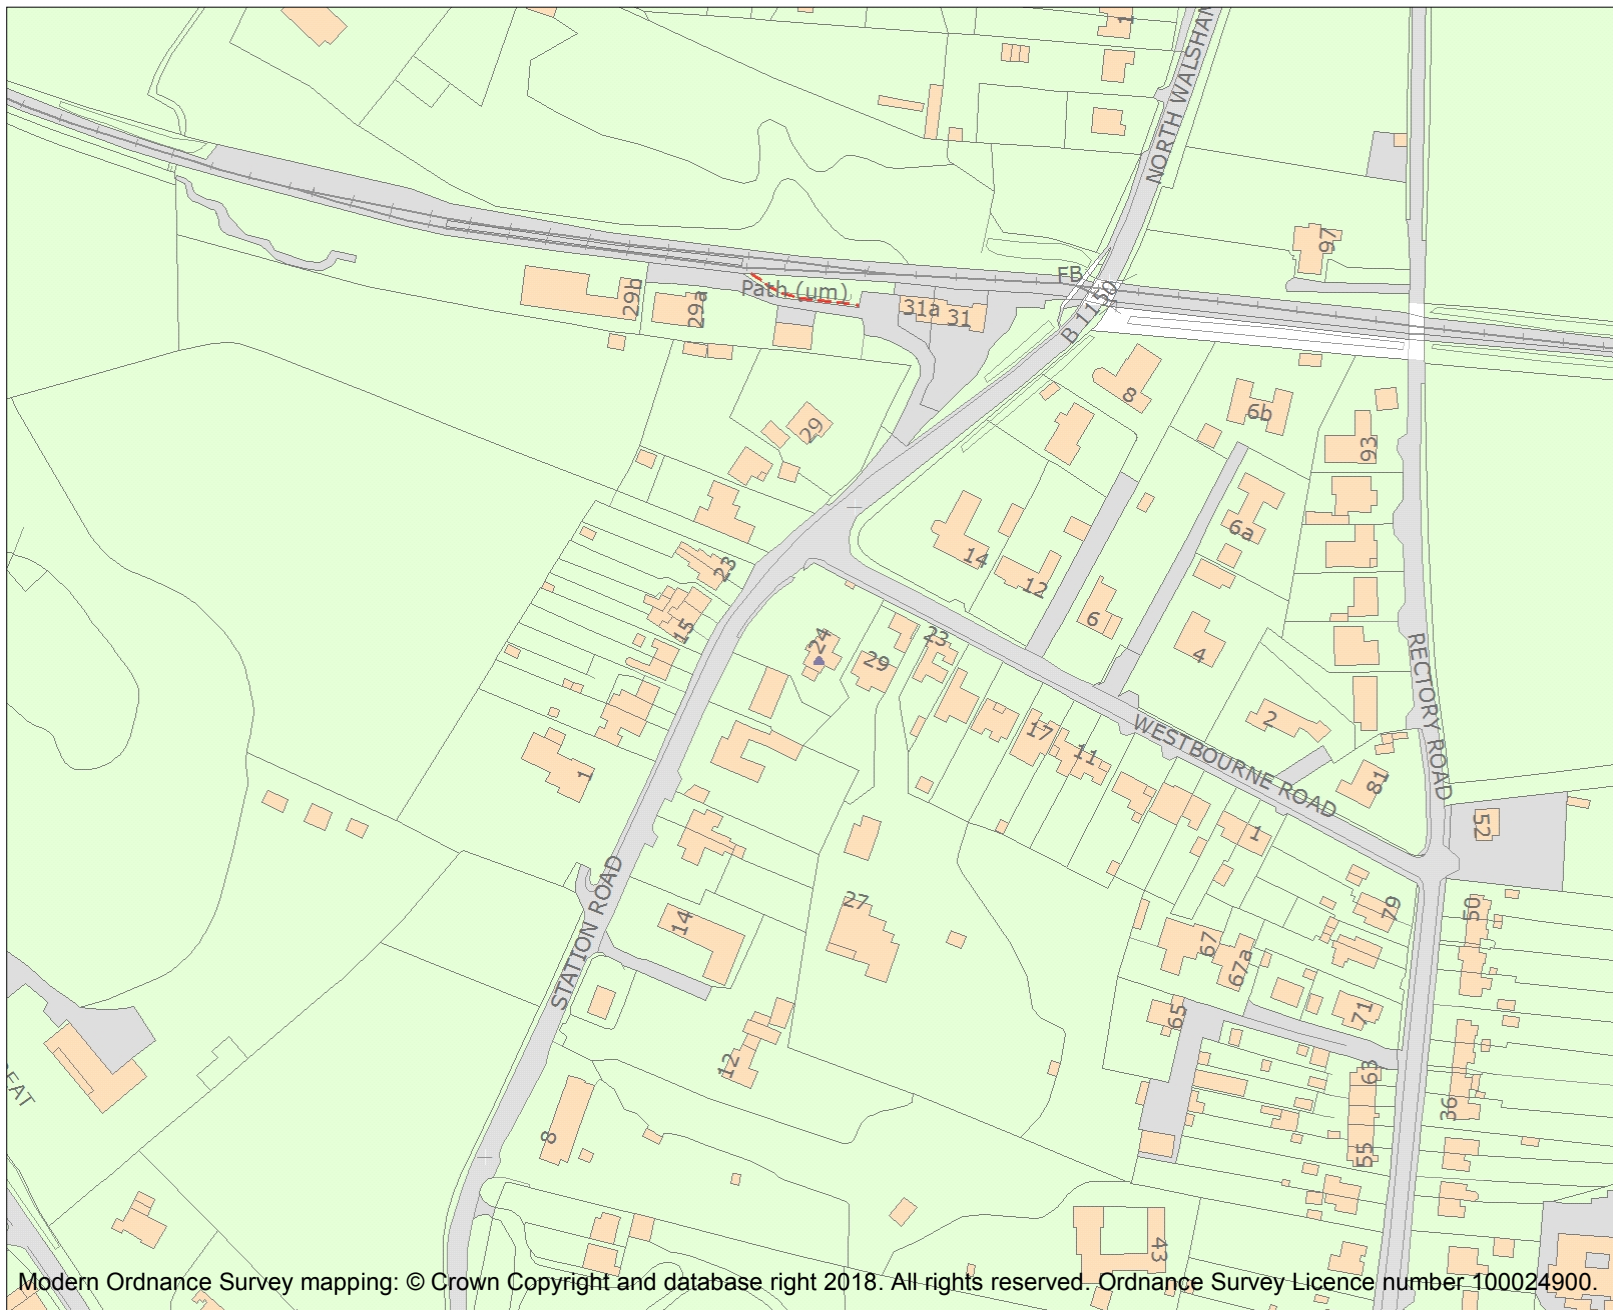 1
NORTH WALSHAM
97
FB
B 1150
29b
29a
Path (um)
31a
31
8
6b
93
29
6a
14
12
6
23
15
24
29
23
4
17
11
2
WESTBOURNE ROAD
RECTORY ROAD
81
52
1
1
STATION ROAD
14
27
79
50
67
67a
65
71
12
63
36
8
55
43
Modern Ordnance Survey mapping: © Crown Copyright and database right 2018. All rights reserved. Ordnance Survey Licence number 100024900.